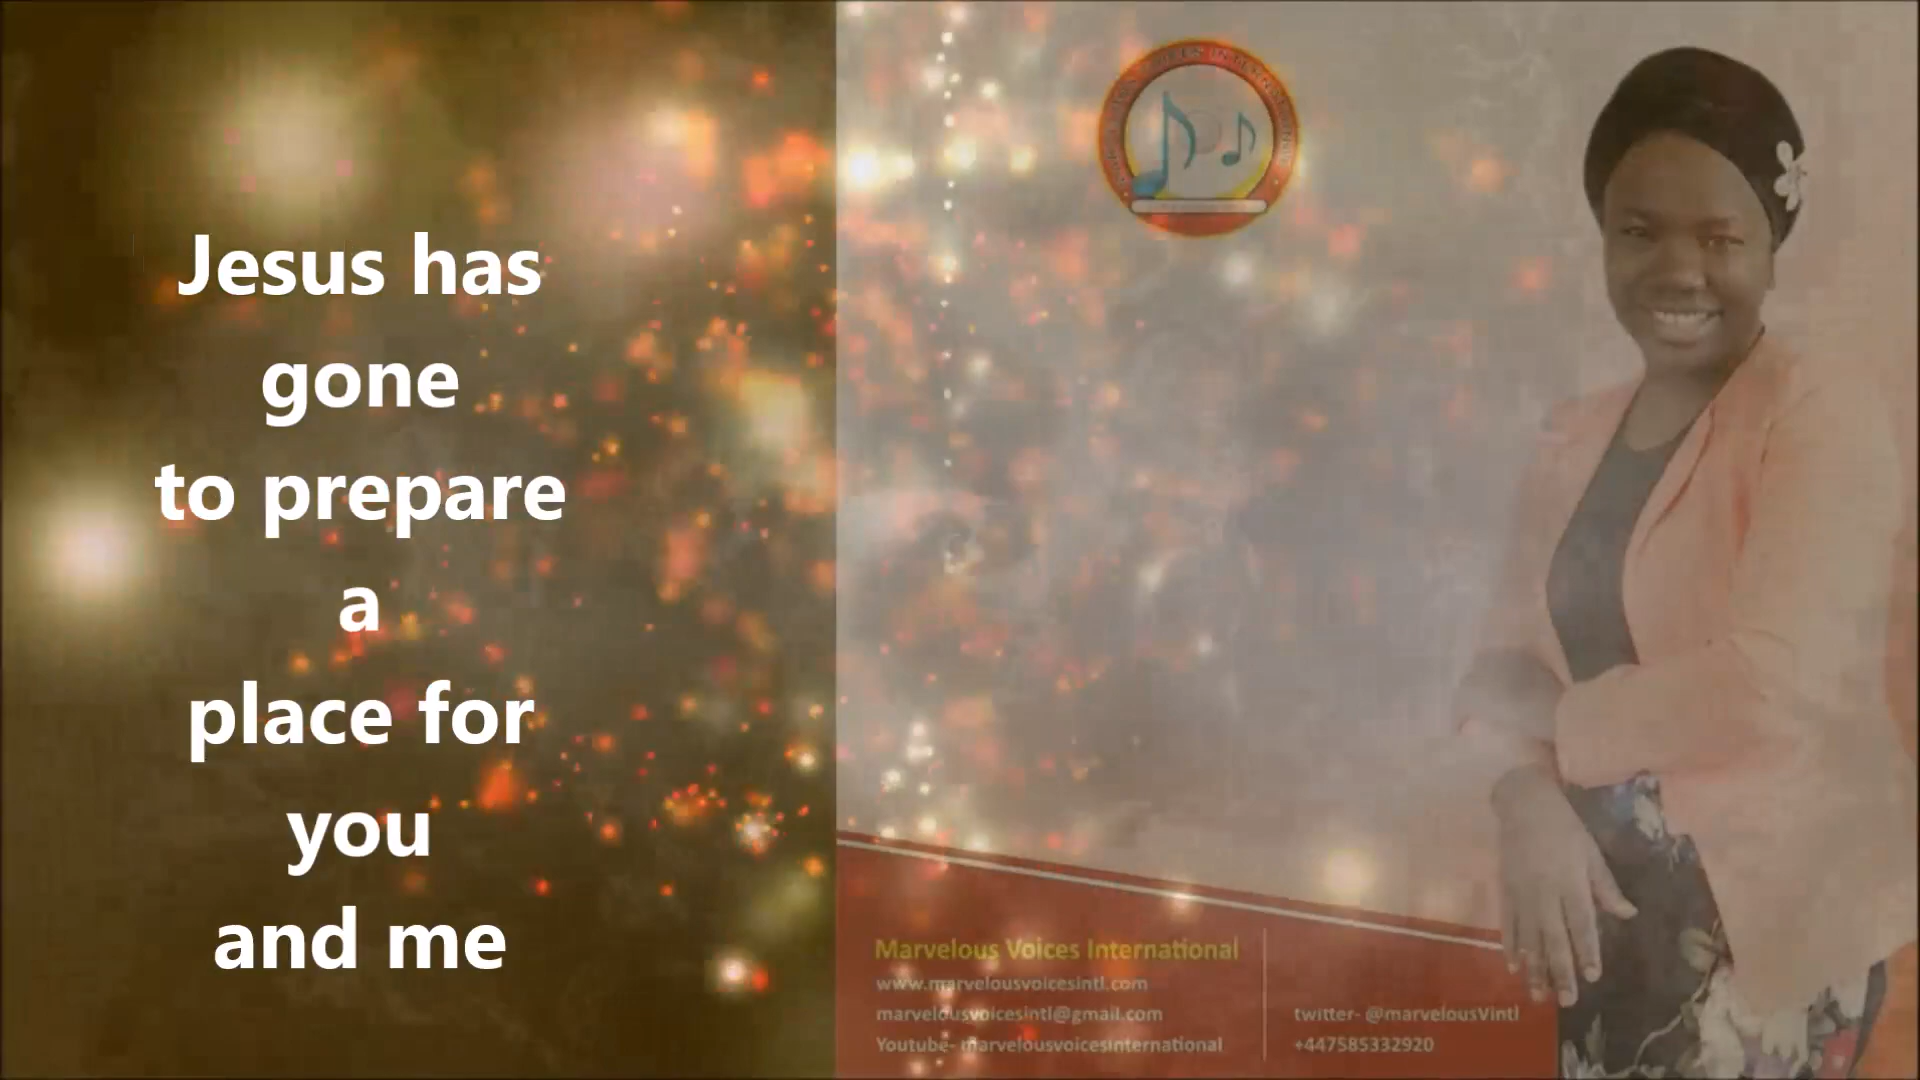 Jesus has
gone
to prepare
a
place for
you
and me
Marvelous Voices International
www.marvelousvoicesintl.com
marvelousvoicesintl@gmail.com
Youtube- marvelousvoicesinternational
twitter- @marvelousVintl
+447585332920